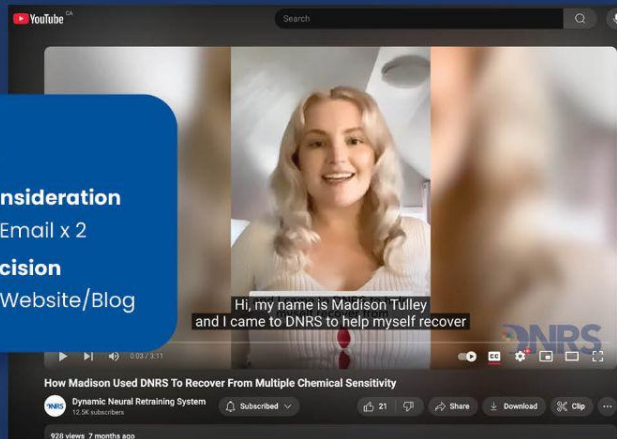 YouTube CA
Search
nsideration
Email x 2
cision
Website/Blog
Hi, my name is Madison Tulley
and I came to DNRS to help myself recover
DNRS
0:03 / 3:11
CC
How Madison Used DNRS To Recover From Multiple Chemical Sensitivity
DNRS
Dynamic Neural Retraining System
12.5K subscribers
Subscribed
21
Share
Download
Clip
928 views 7 months ago